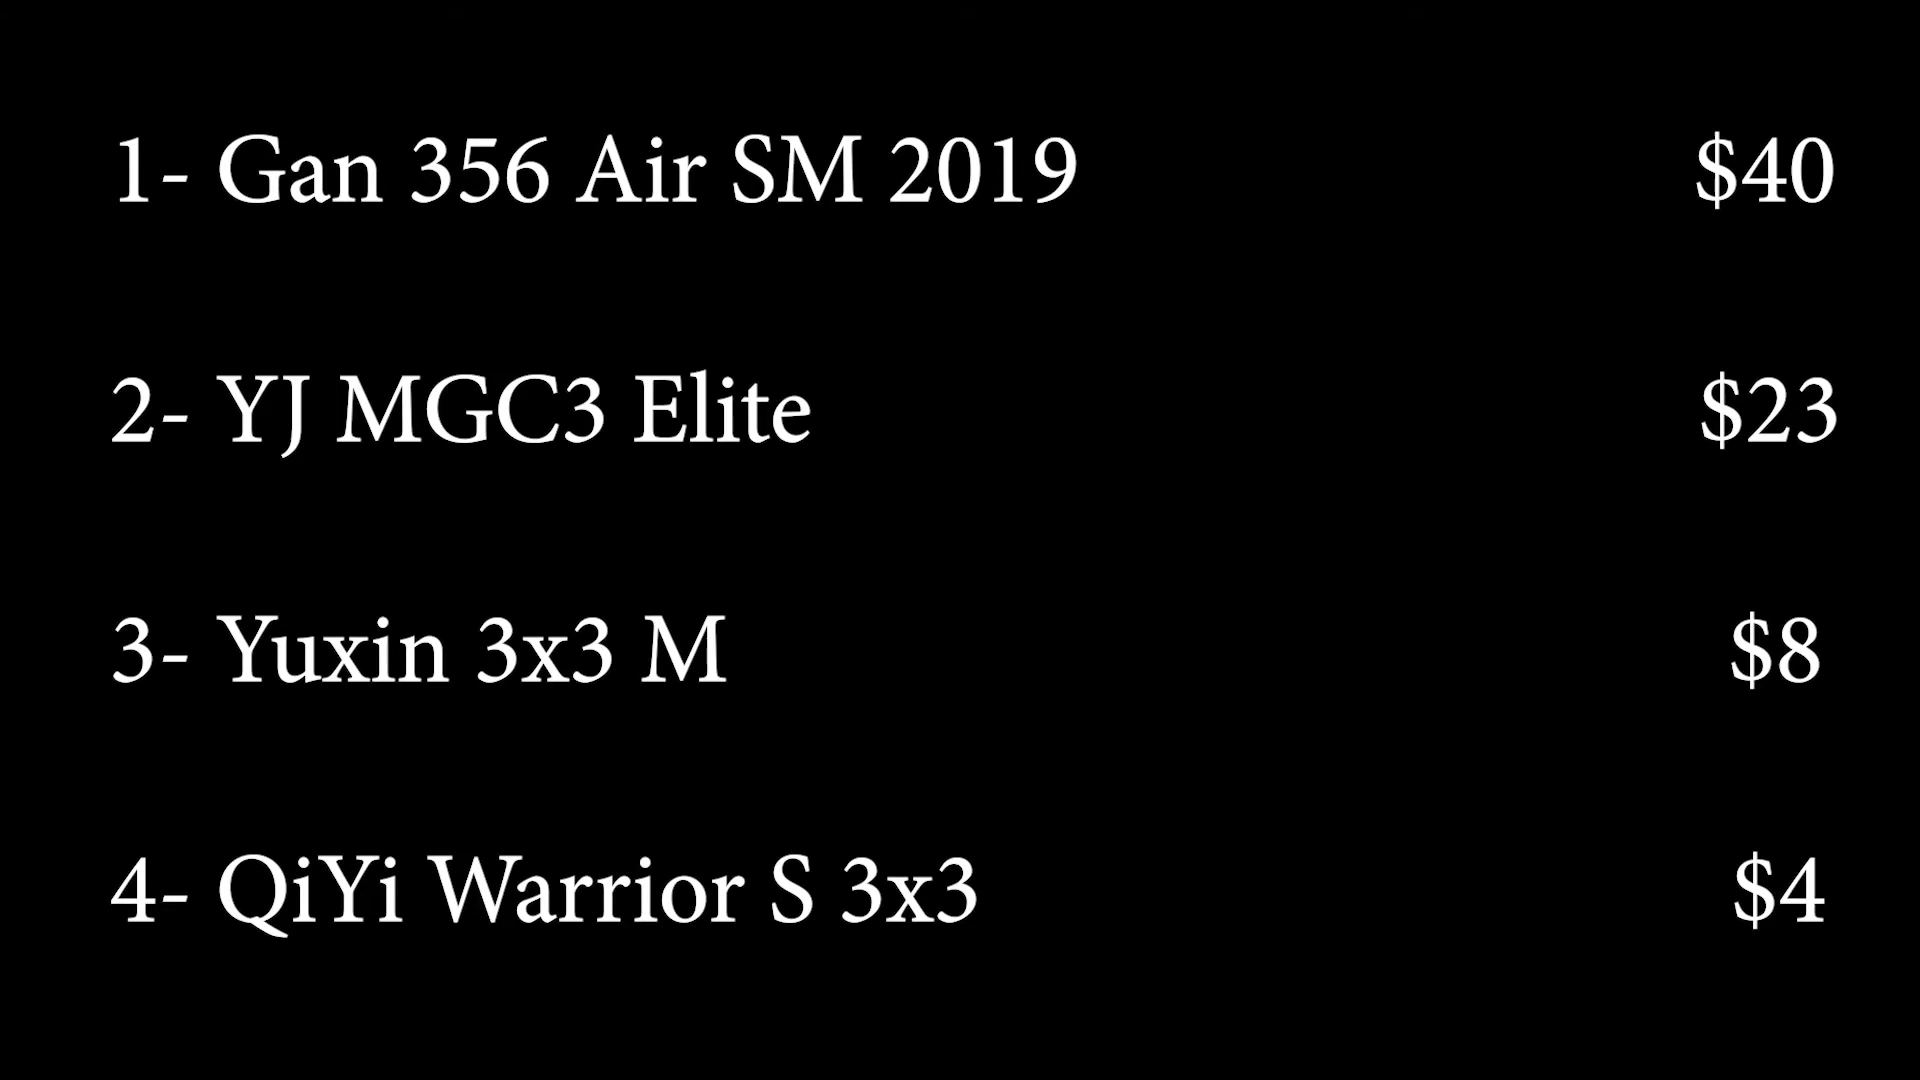 1- Gan 356 Air SM 2019 $40
2- YJ MGC3 Elite $23
3- Yuxin 3x3 M $8
4- QiYi Warrior S 3x3 $4